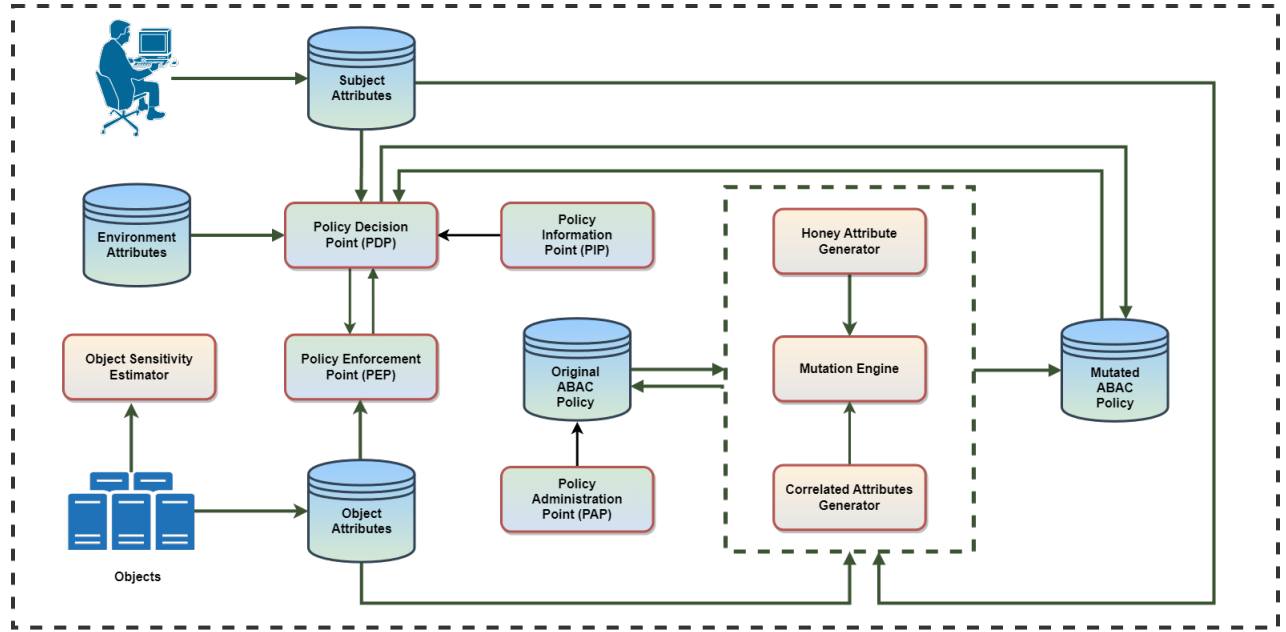 Subject
Attributes
Environment
Attributes
Policy Decision
Point (PDP)
Policy
Information
Point (PIP)
Honey Attribute
Generator
Object Sensitivity
Estimator
Policy Enforcement
Point (PEP)
Original
ABAC
Policy
Mutation Engine
Mutated
ABAC
Policy
Object
Attributes
Policy
Administration
Point (PAP)
Correlated Attributes
Generator
Objects